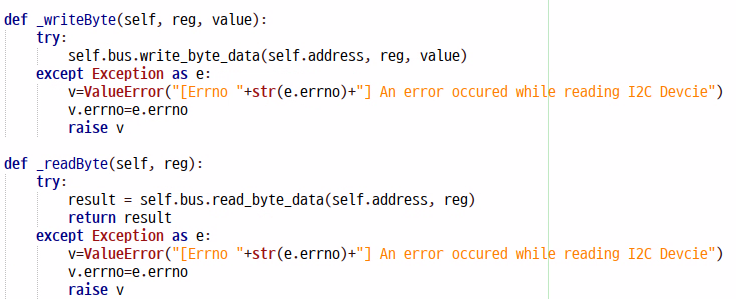 def _writeByte(self, reg, value):
    try:
        self.bus.write_byte_data(self.address, reg, value)
    except Exception as e:
        v=ValueError("[Errno "+str(e.errno)+"] An error occured while reading I2C Devcie")
        v.errno=e.errno
        raise v
def _readByte(self, reg):
    try:
        result = self.bus.read_byte_data(self.address, reg)
        return result
    except Exception as e:
        v=ValueError("[Errno "+str(e.errno)+"] An error occured while reading I2C Devcie")
        v.errno=e.errno
        raise v